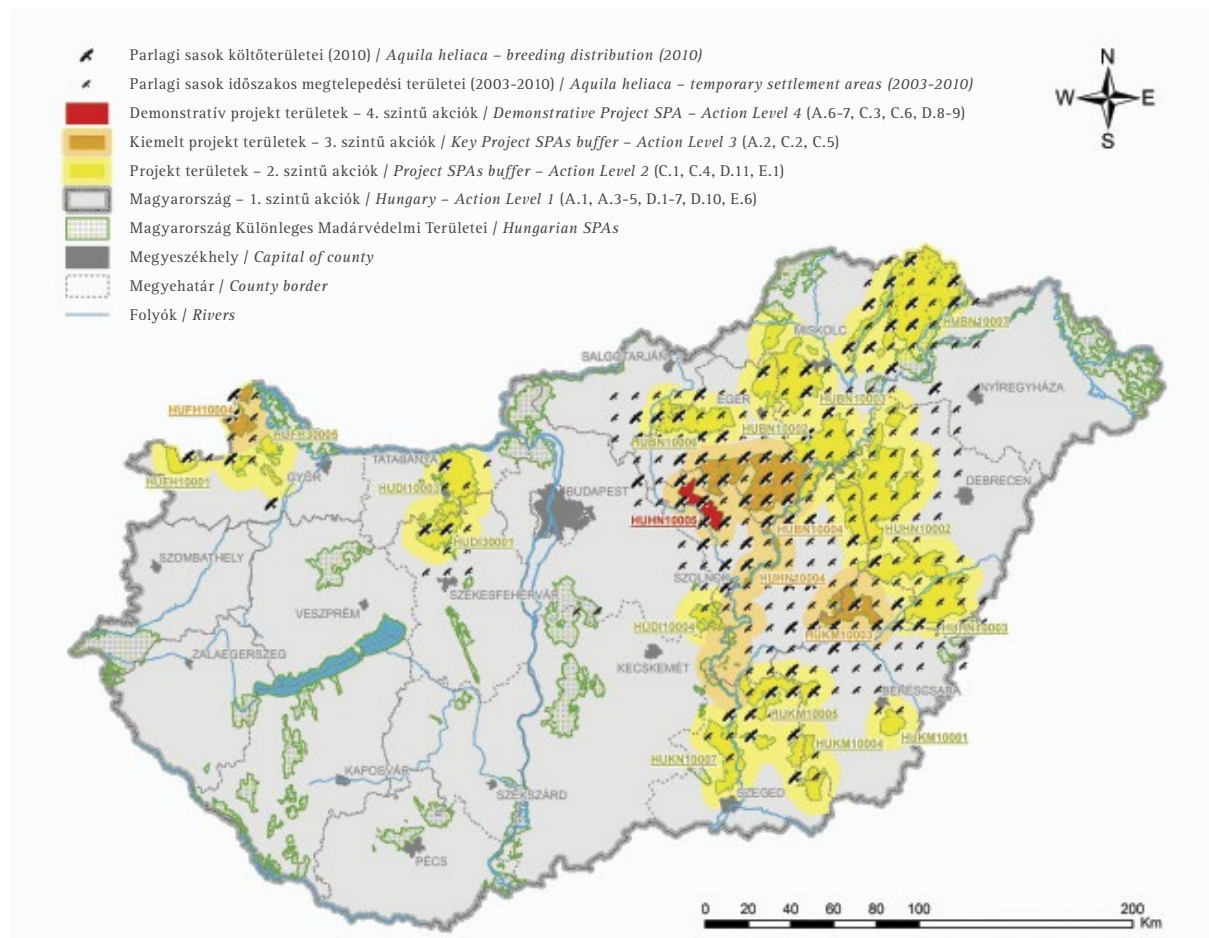 Parlagi sasok költőterületei (2010) / Aquila heliaca – breeding distribution (2010)
Parlagi sasok időszakos megtelepedési területei (2003-2010) / Aquila heliaca – temporary settlement areas (2003-2010)
Demonstratív projekt területek – 4. szintű akciók / Demonstrative Project SPA – Action Level 4 (A.6-7, C.3, C.6, D.8-9)
Kiemelt projekt területek – 3. szintű akciók / Key Project SPAs buffer – Action Level 3 (A.2, C.2, C.5)
Projekt területek – 2. szintű akciók / Project SPAs buffer – Action Level 2 (C.1, C.4, D.11, E.1)
Magyarország – 1. szintű akciók / Hungary – Action Level 1 (A.1, A.3-5, D.1-7, D.10, E.6)
Magyarország Különleges Madárvédelmi Területei / Hungarian SPAs
Megyeszékhely / Capital of county
Megyehatár / County border
Folyók / Rivers
N
W E
S
MISKOLC
HUBN10007
SALGÓTARJÁN
NYÍREGYHÁZA
EGER
HUFH10004
HUFH30005
HUBN10006
HUBN10002
TATABÁNYA
HUFH10001
GYŐR
HUDI10003
BUDAPEST
DEBRECEN
HUHN10005
HUBN10004
HUHN10002
HUDI30001
SZOMBATHELY
SZOLNOK
HUHN10004
SZÉKESFEHÉRVÁR
VESZPRÉM
HUDI10004
HUKM10003
HUHN10003
ZALAEGERSZEG
KECSKEMÉT
BÉKÉSCSABA
HUKM10005
HUKM10004
HUKM10001
HUKN10007
KAPOSVÁR
SZEKSZÁRD
SZEGED
PÉCS
0 20 40 60 80 100 200
Km